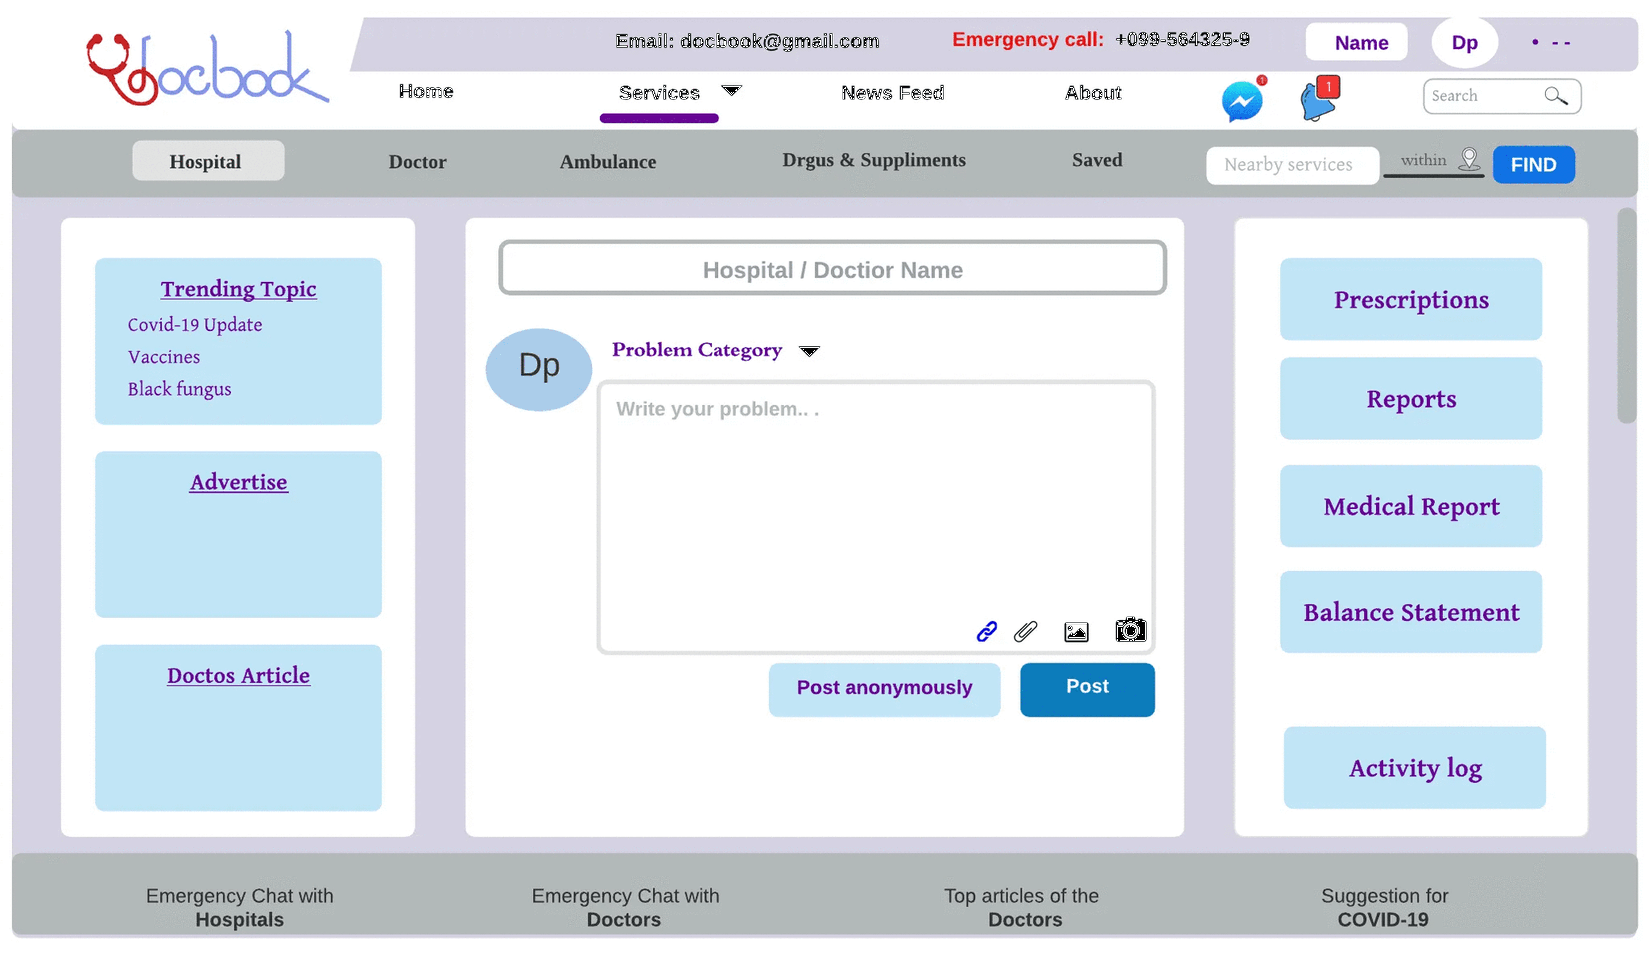 docbook
Email: docbook@gmail.com
Emergency call: +099-564325-9
Name
Dp
Home
Services
News Feed
About
1
1
Search
Hospital
Doctor
Ambulance
Drgus & Suppliments
Saved
Nearby services
within
FIND
Trending Topic
Covid-19 Update
Vaccines
Black fungus
Advertise
Doctos Article
Hospital / Doctior Name
Dp
Problem Category
Write your problem.. .
Post anonymously
Post
Prescriptions
Reports
Medical Report
Balance Statement
Activity log
Emergency Chat with
Hospitals
Emergency Chat with
Doctors
Top articles of the
Doctors
Suggestion for
COVID-19